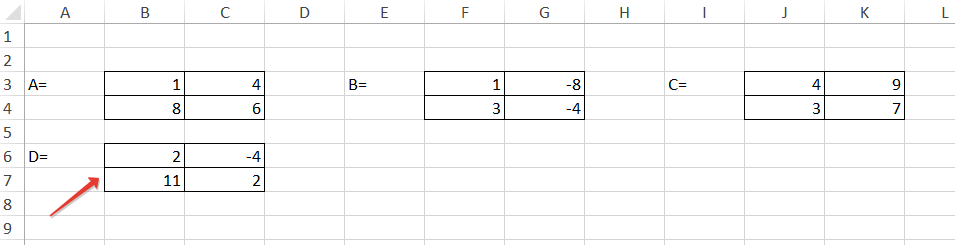 A B C D E F G H I J K L
1
2
3 A= 1 4 B= 1 -8 C= 4 9
4 8 6 3 -4 3 7
5
6 D= 2 -4
7 11 2
8
9